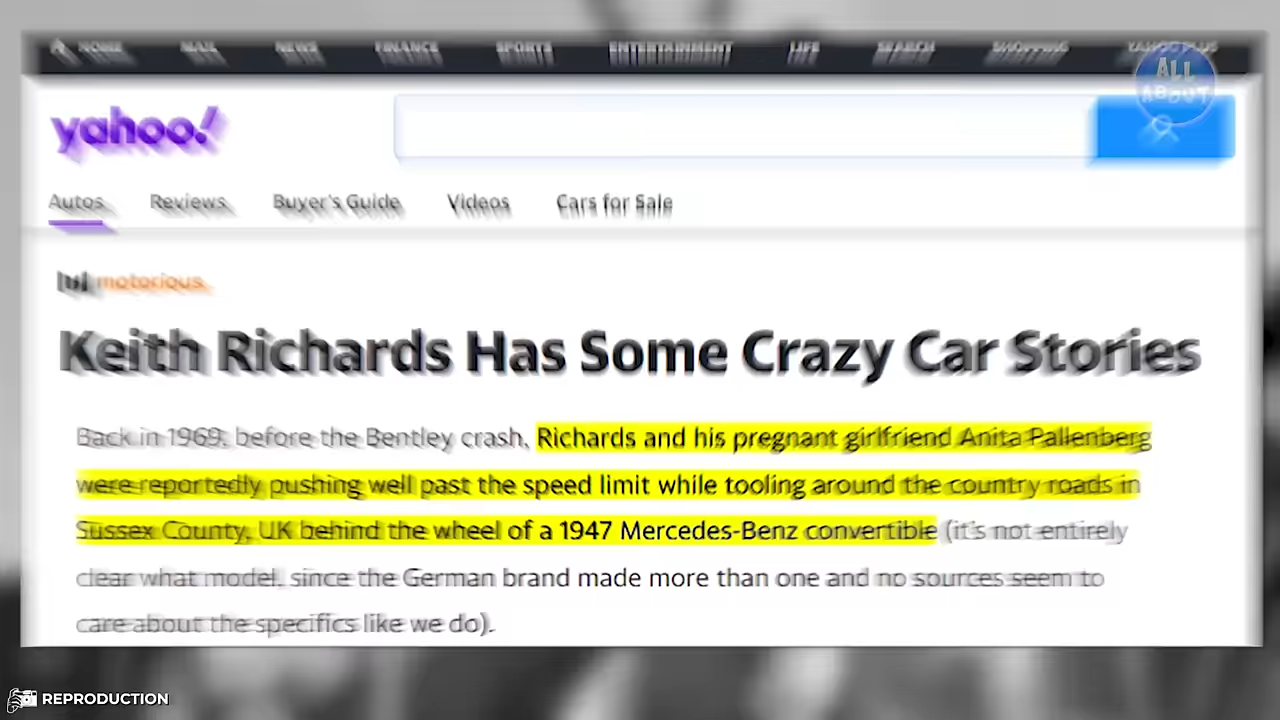 HOME MAIL NEWS FINANCE SPORTS ENTERTAINMENT LIFE SEARCH SHOPPING YAHOO PLUS
ALL
ABOUT
yahoo!
Autos Reviews Buyer's Guide Videos Cars for Sale
motorious.
Keith Richards Has Some Crazy Car Stories
Back in 1969, before the Bentley crash, Richards and his pregnant girlfriend Anita Pallenberg
were reportedly pushing well past the speed limit while tooling around the country roads in
Sussex County, UK behind the wheel of a 1947 Mercedes-Benz convertible (it's not entirely
clear what model, since the German brand made more than one and no sources seem to
care about the specifics like we do).
REPRODUCTION